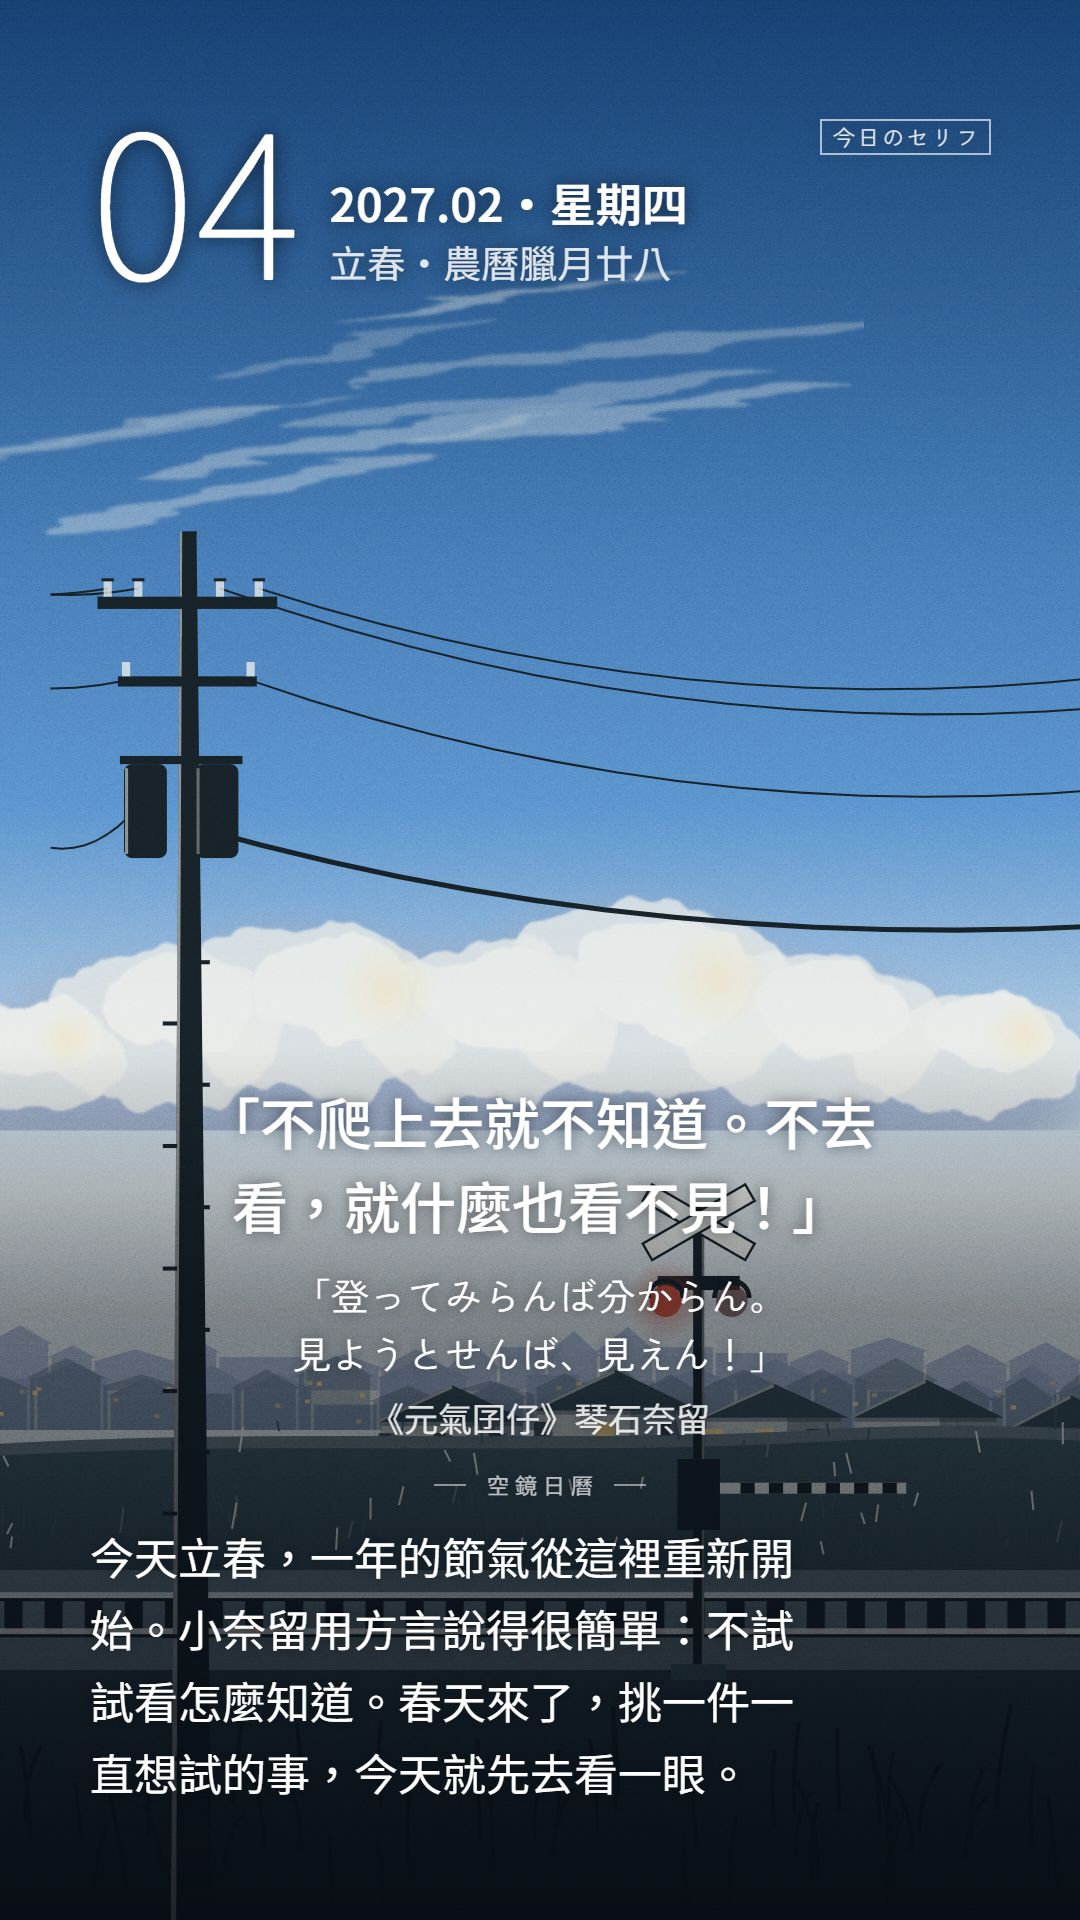 今日のセリフ
04
2027.02・星期四
立春・農曆臘月廿八
「不爬上去就不知道。不去
看，就什麼也看不見！」
「登ってみらんば分からん。
見ようとせんば、見えん！」
《元氣囝仔》琴石奈留
空鏡日曆
今天立春，一年的節氣從這裡重新開
始。小奈留用方言說得很簡單：不試
試看怎麼知道。春天來了，挑一件一
直想試的事，今天就先去看一眼。